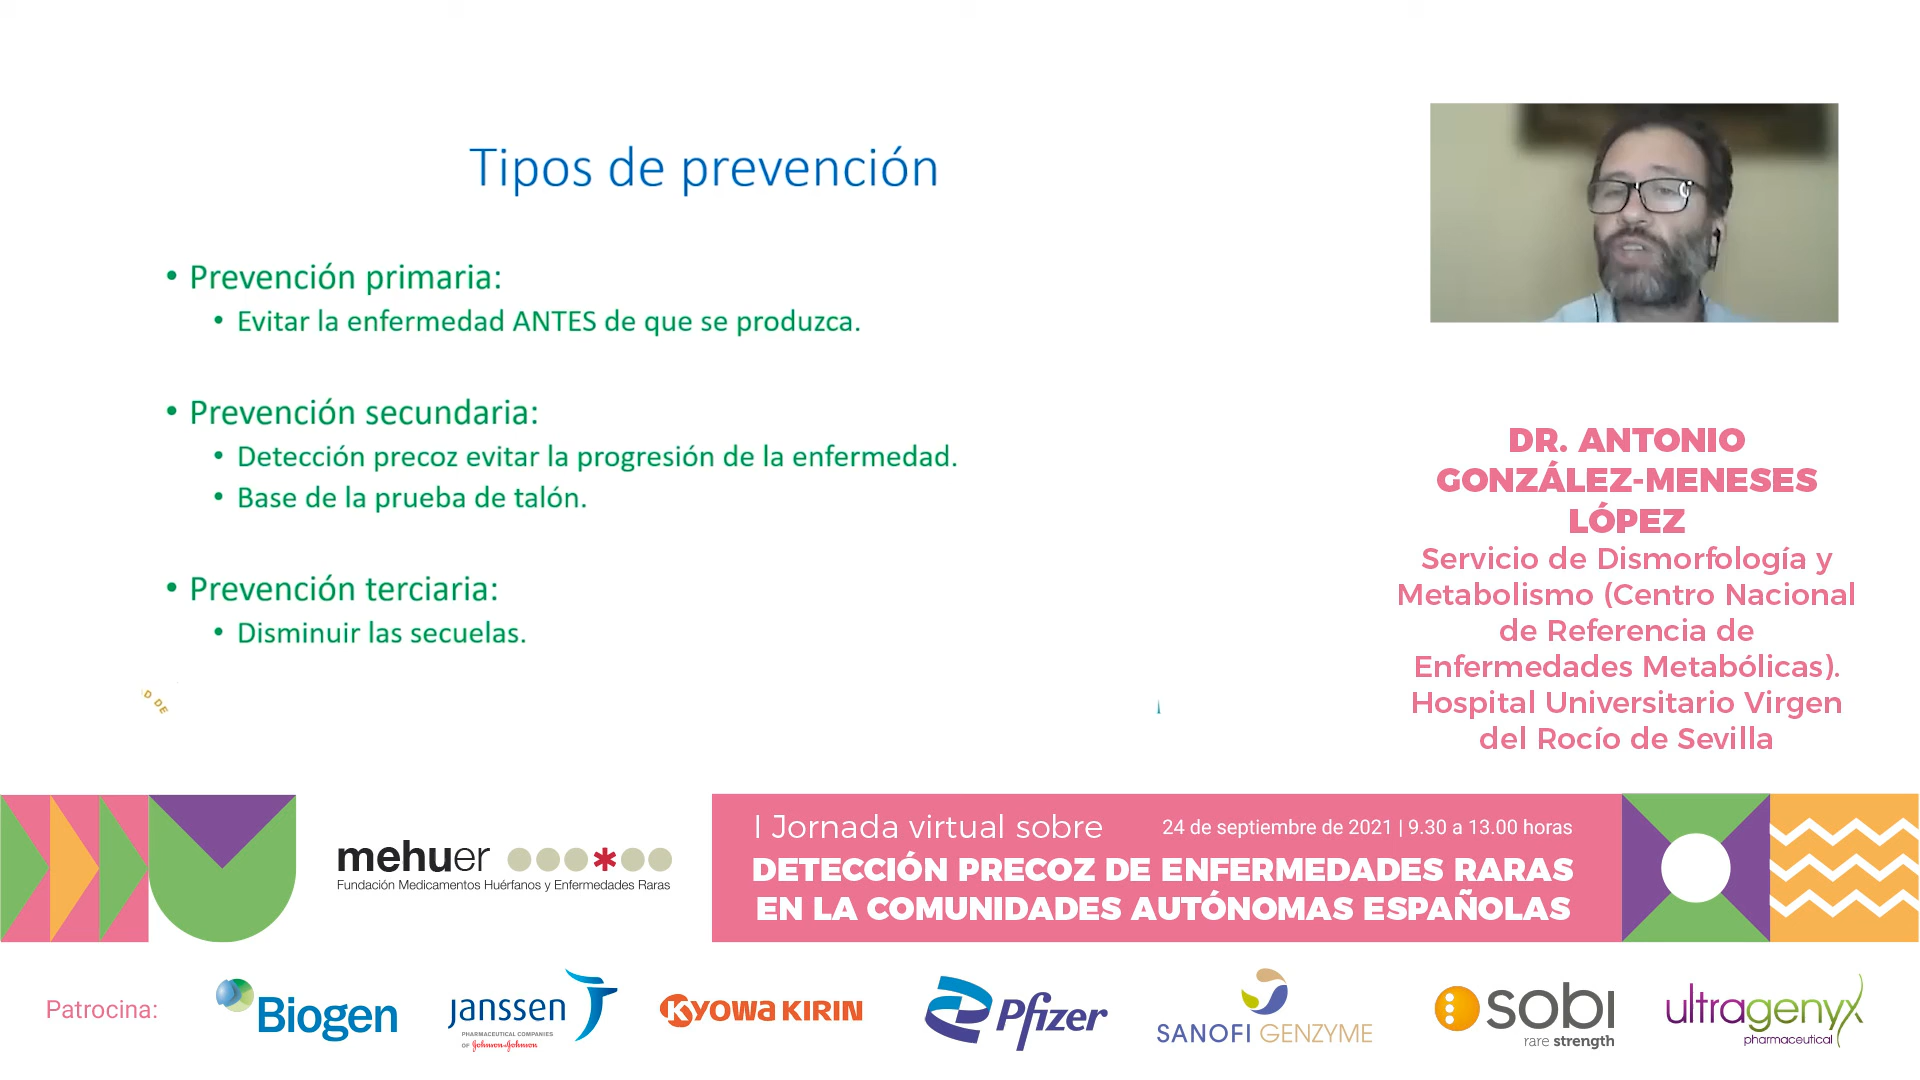 Tipos de prevención
• Prevención primaria:
• Evitar la enfermedad ANTES de que se produzca.
• Prevención secundaria:
• Detección precoz evitar la progresión de la enfermedad.
• Base de la prueba de talón.
• Prevención terciaria:
• Disminuir las secuelas.
D DE
DR. ANTONIO
GONZÁLEZ-MENESES
LÓPEZ
Servicio de Dismorfología y
Metabolismo (Centro Nacional
de Referencia de
Enfermedades Metabólicas).
Hospital Universitario Virgen
del Rocío de Sevilla
mehuer
Fundación Medicamentos Huérfanos y Enfermedades Raras
I Jornada virtual sobre
24 de septiembre de 2021 | 9.30 a 13.00 horas
DETECCIÓN PRECOZ DE ENFERMEDADES RARAS
EN LA COMUNIDADES AUTÓNOMAS ESPAÑOLAS
Patrocina:
Biogen
janssen
PHARMACEUTICAL COMPANIES
OF Johnson & Johnson
KYOWA KIRIN
Pfizer
SANOFI GENZYME
sobi
rare strength
ultragenyx
pharmaceutical